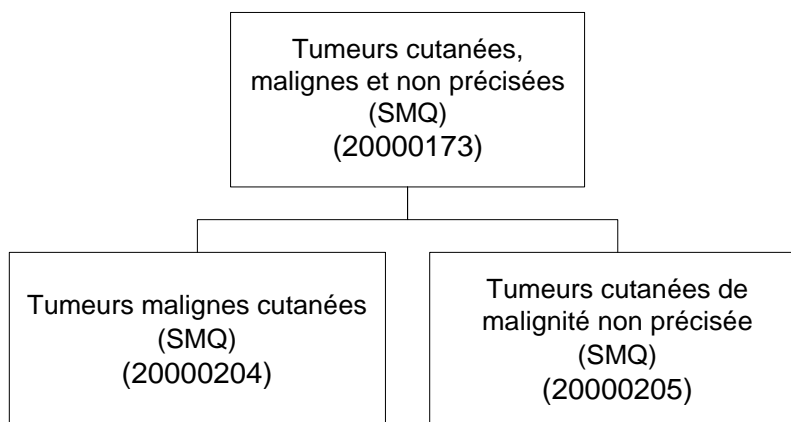 Tumeurs cutanées,
malignes et non précisées
(SMQ)
(20000173)
Tumeurs malignes cutanées
(SMQ)
(20000204)
Tumeurs cutanées de
malignité non précisée
(SMQ)
(20000205)